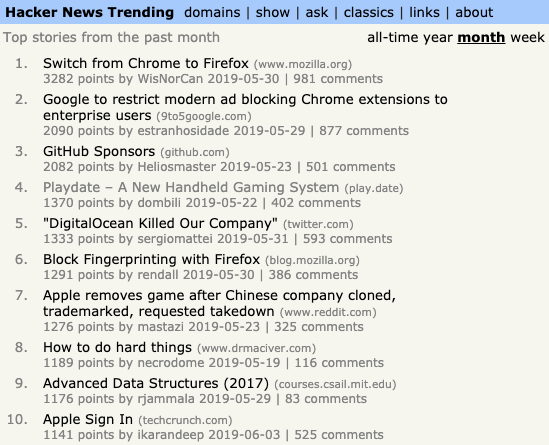 Hacker News Trending domains | show | ask | classics | links | about
Top stories from the past month all-time year month week
1. Switch from Chrome to Firefox (www.mozilla.org)
3282 points by WisNorCan 2019-05-30 | 981 comments
2. Google to restrict modern ad blocking Chrome extensions to
enterprise users (9to5google.com)
2090 points by estranhosidade 2019-05-29 | 877 comments
3. GitHub Sponsors (github.com)
2082 points by Heliosmaster 2019-05-23 | 501 comments
4. Playdate – A New Handheld Gaming System (play.date)
1370 points by dombili 2019-05-22 | 402 comments
5. "DigitalOcean Killed Our Company" (twitter.com)
1333 points by sergiomattei 2019-05-31 | 593 comments
6. Block Fingerprinting with Firefox (blog.mozilla.org)
1291 points by rendall 2019-05-30 | 386 comments
7. Apple removes game after Chinese company cloned,
trademarked, requested takedown (www.reddit.com)
1276 points by mastazi 2019-05-23 | 325 comments
8. How to do hard things (www.drmaciver.com)
1189 points by necrodome 2019-05-19 | 116 comments
9. Advanced Data Structures (2017) (courses.csail.mit.edu)
1176 points by rjammala 2019-05-29 | 83 comments
10. Apple Sign In (techcrunch.com)
1141 points by ikarandeep 2019-06-03 | 525 comments